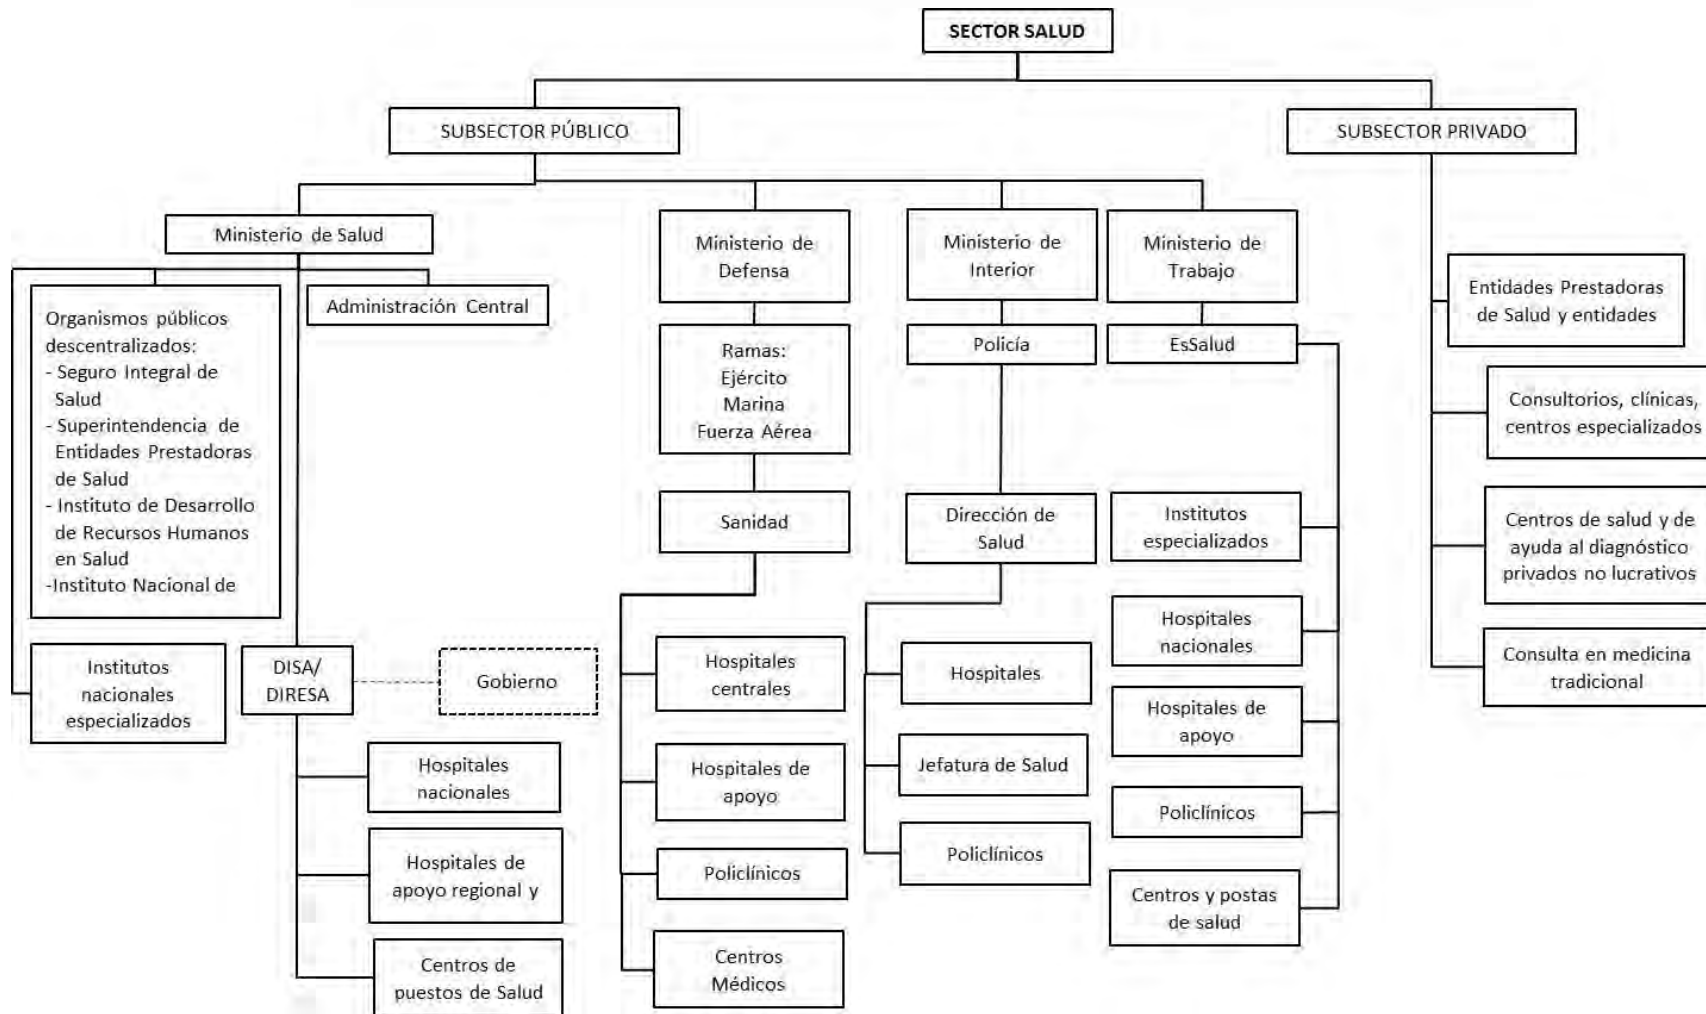 SECTOR SALUD
SUBSECTOR PÚBLICO
SUBSECTOR PRIVADO
Ministerio de Salud
Ministerio de
Defensa
Ministerio de
Interior
Ministerio de
Trabajo
Organismos públicos
descentralizados:
- Seguro Integral de
Salud
- Superintendencia de
Entidades Prestadoras
de Salud
- Instituto de Desarrollo
de Recursos Humanos
en Salud
-Instituto Nacional de
Administración Central
Ramas:
Ejército
Marina
Fuerza Aérea
Policía
EsSalud
Entidades Prestadoras
de Salud y entidades
Consultorios, clínicas,
centros especializados
Centros de salud y de
ayuda al diagnóstico
privados no lucrativos
Consulta en medicina
tradicional
Sanidad
Dirección de
Salud
Institutos
especializados
Hospitales
nacionales
Hospitales de
apoyo
Policlínicos
Centros y postas
de salud
Institutos
nacionales
especializados
DISA/
DIRESA
Gobierno
Hospitales
nacionales
Hospitales de
apoyo regional y
Centros de
puestos de Salud
Hospitales
centrales
Hospitales de
apoyo
Policlínicos
Centros
Médicos
Hospitales
Jefatura de Salud
Policlínicos